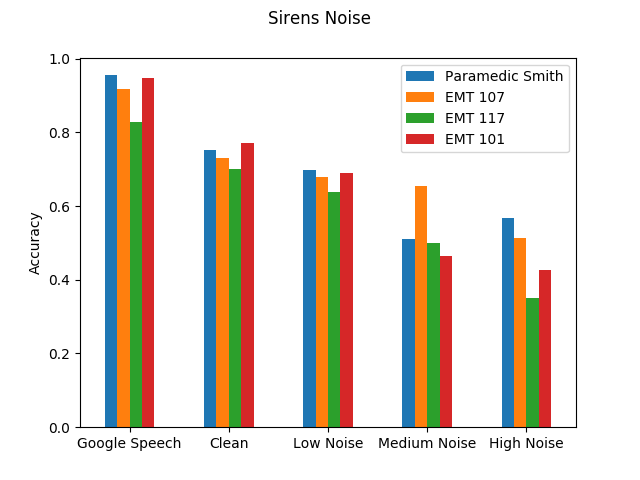 Sirens Noise
1.0
0.8
0.6
0.4
0.2
0.0
Accuracy
Paramedic Smith
EMT 107
EMT 117
EMT 101
Google Speech Clean Low Noise Medium Noise High Noise